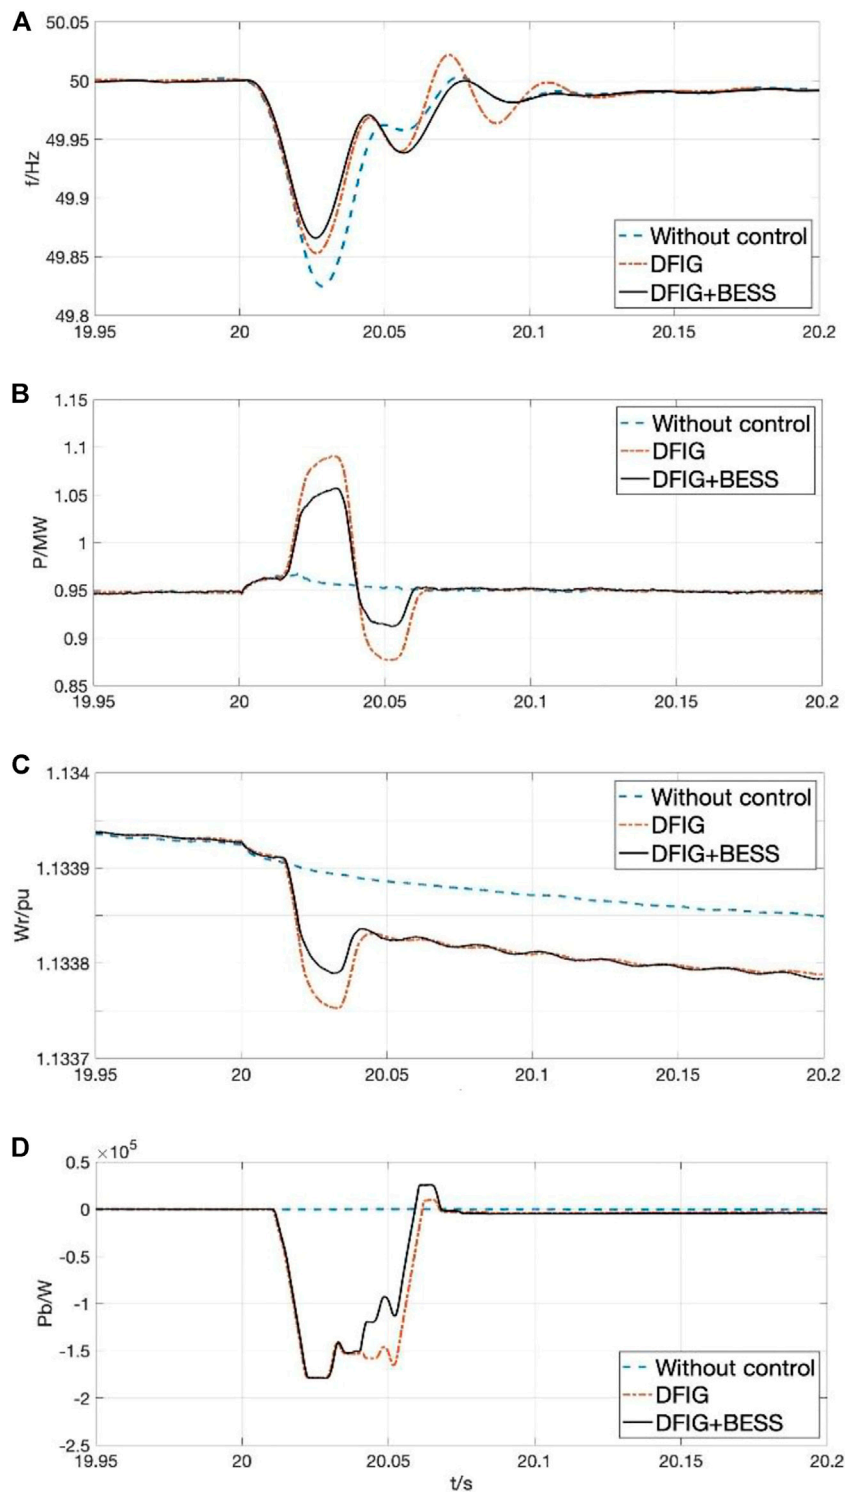 A
50.05
50
49.95
49.9
49.85
49.8
f/Hz
Without control
DFIG
DFIG+BESS
19.95 20 20.05 20.1 20.15 20.2
B
1.15
1.1
1.05
1
0.95
0.9
0.85
P/MW
Without control
DFIG
DFIG+BESS
19.95 20 20.05 20.1 20.15 20.2
C
1.134
1.1339
1.1338
1.1337
Wr/pu
Without control
DFIG
DFIG+BESS
19.95 20 20.05 20.1 20.15 20.2
D
×10⁵
0.5
0
-0.5
-1
-1.5
-2
-2.5
Pb/W
Without control
DFIG
DFIG+BESS
19.95 20 20.05 20.1 20.15 20.2
t/s